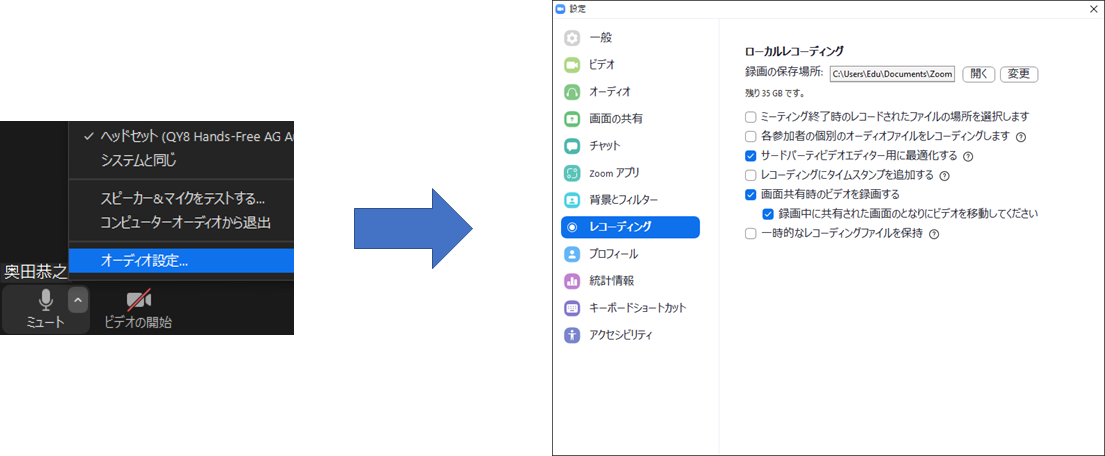 ヘッドセット (QY8 Hands-Free AG A
システムと同じ
スピーカー&マイクをテストする...
コンピューターオーディオから退出
オーディオ設定...
奥田恭之
ミュート
ビデオの開始
設定
一般
ビデオ
オーディオ
画面の共有
チャット
Zoom アプリ
背景とフィルター
レコーディング
プロフィール
統計情報
キーボードショートカット
アクセシビリティ
ローカルレコーディング
録画の保存場所: C:\Users\Edu\Documents\Zoom 開く 変更
残り 35 GB です。
ミーティング終了時のレコードされたファイルの場所を選択します
各参加者の個別のオーディオファイルをレコーディングします ?
サードパーティビデオエディター用に最適化する ?
レコーディングにタイムスタンプを追加する ?
画面共有時のビデオを録画する
録画中に共有された画面のとなりにビデオを移動してください
一時的なレコーディングファイルを保持 ?